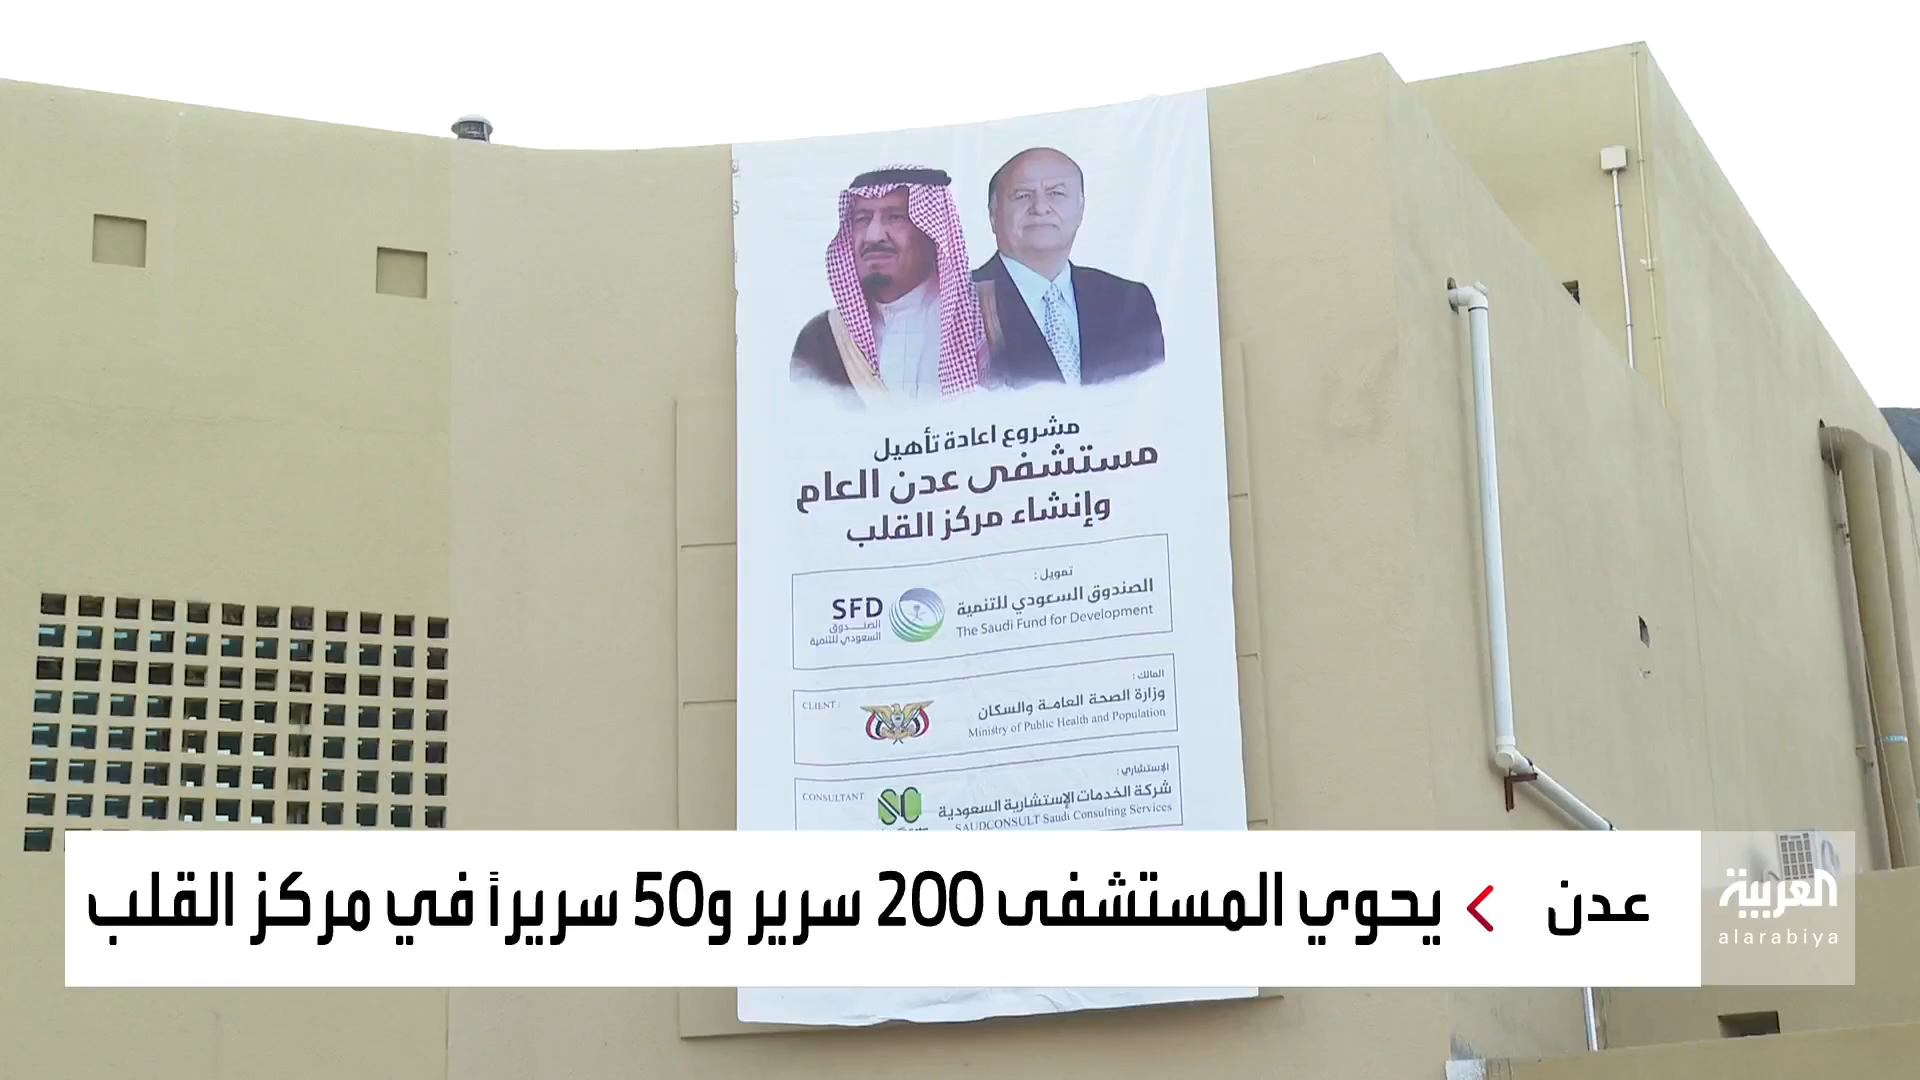 مشروع اعادة تأهيل
مستشفى عدن العام
وإنشاء مركز القلب
تمويل :
الصندوق السعودي للتنمية
The Saudi Fund for Development
SFD
الصندوق
السعودي للتنمية
المالك :
CLIENT :
وزارة الصحة العامة والسكان
Ministry of Public Health and Population
الإستشاري :
CONSULTANT
شركة الخدمات الإستشارية السعودية
SAUDCONSULT Saudi Consulting Services
عدن
يحوي المستشفى 200 سرير و50 سريراً في مركز القلب
العربية
alarabiya